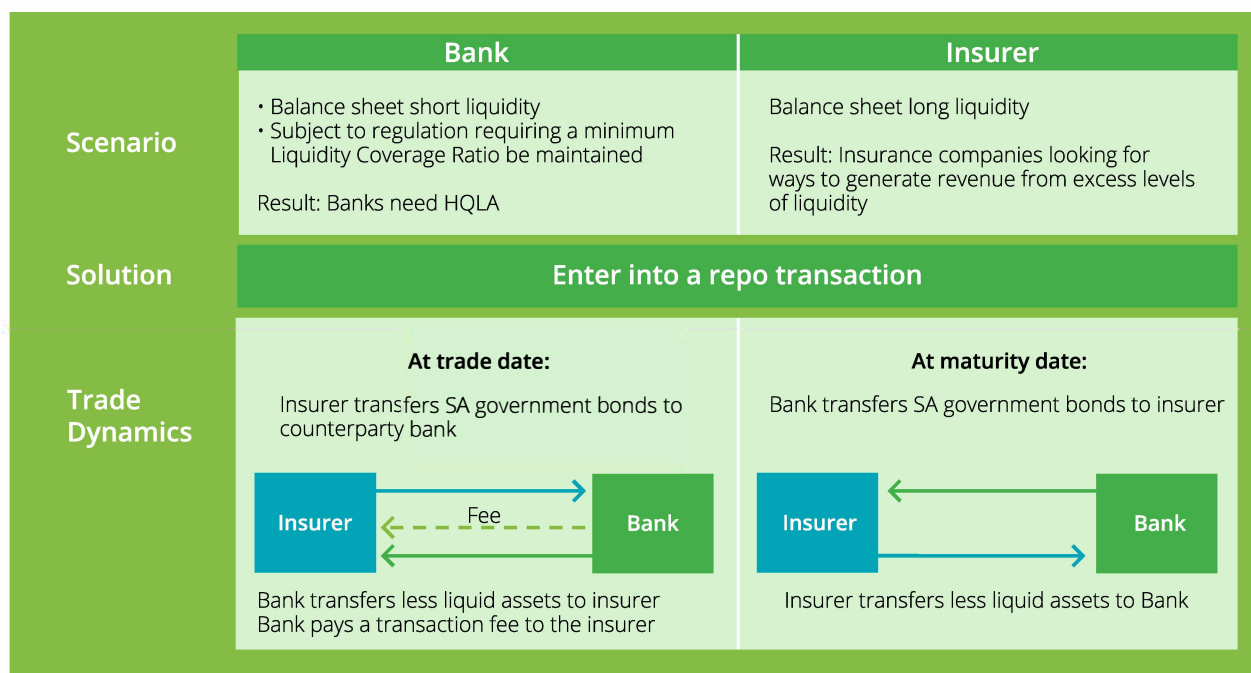 Bank
Insurer
Scenario
• Balance sheet short liquidity
• Subject to regulation requiring a minimum
Liquidity Coverage Ratio be maintained
Result: Banks need HQLA
Balance sheet long liquidity
Result: Insurance companies looking for
ways to generate revenue from excess levels
of liquidity
Solution
Enter into a repo transaction
Trade
Dynamics
At trade date:
Insurer transfers SA government bonds to
counterparty bank
Insurer
Fee
Bank
Bank transfers less liquid assets to insurer
Bank pays a transaction fee to the insurer
At maturity date:
Bank transfers SA government bonds to insurer
Insurer
Bank
Insurer transfers less liquid assets to Bank